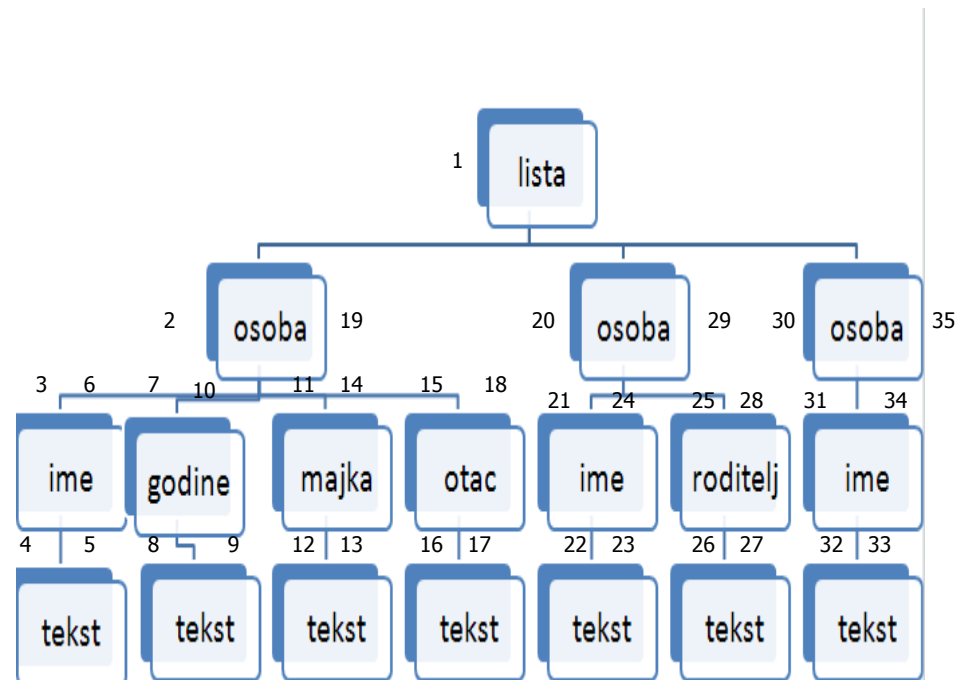 1 lista
2 osoba 19 20 osoba 29 30 osoba 35
3 6 7 10 11 14 15 18 21 24 25 28 31 34
ime godine majka otac ime roditelj ime
4 5 8 9 12 13 16 17 22 23 26 27 32 33
tekst tekst tekst tekst tekst tekst tekst